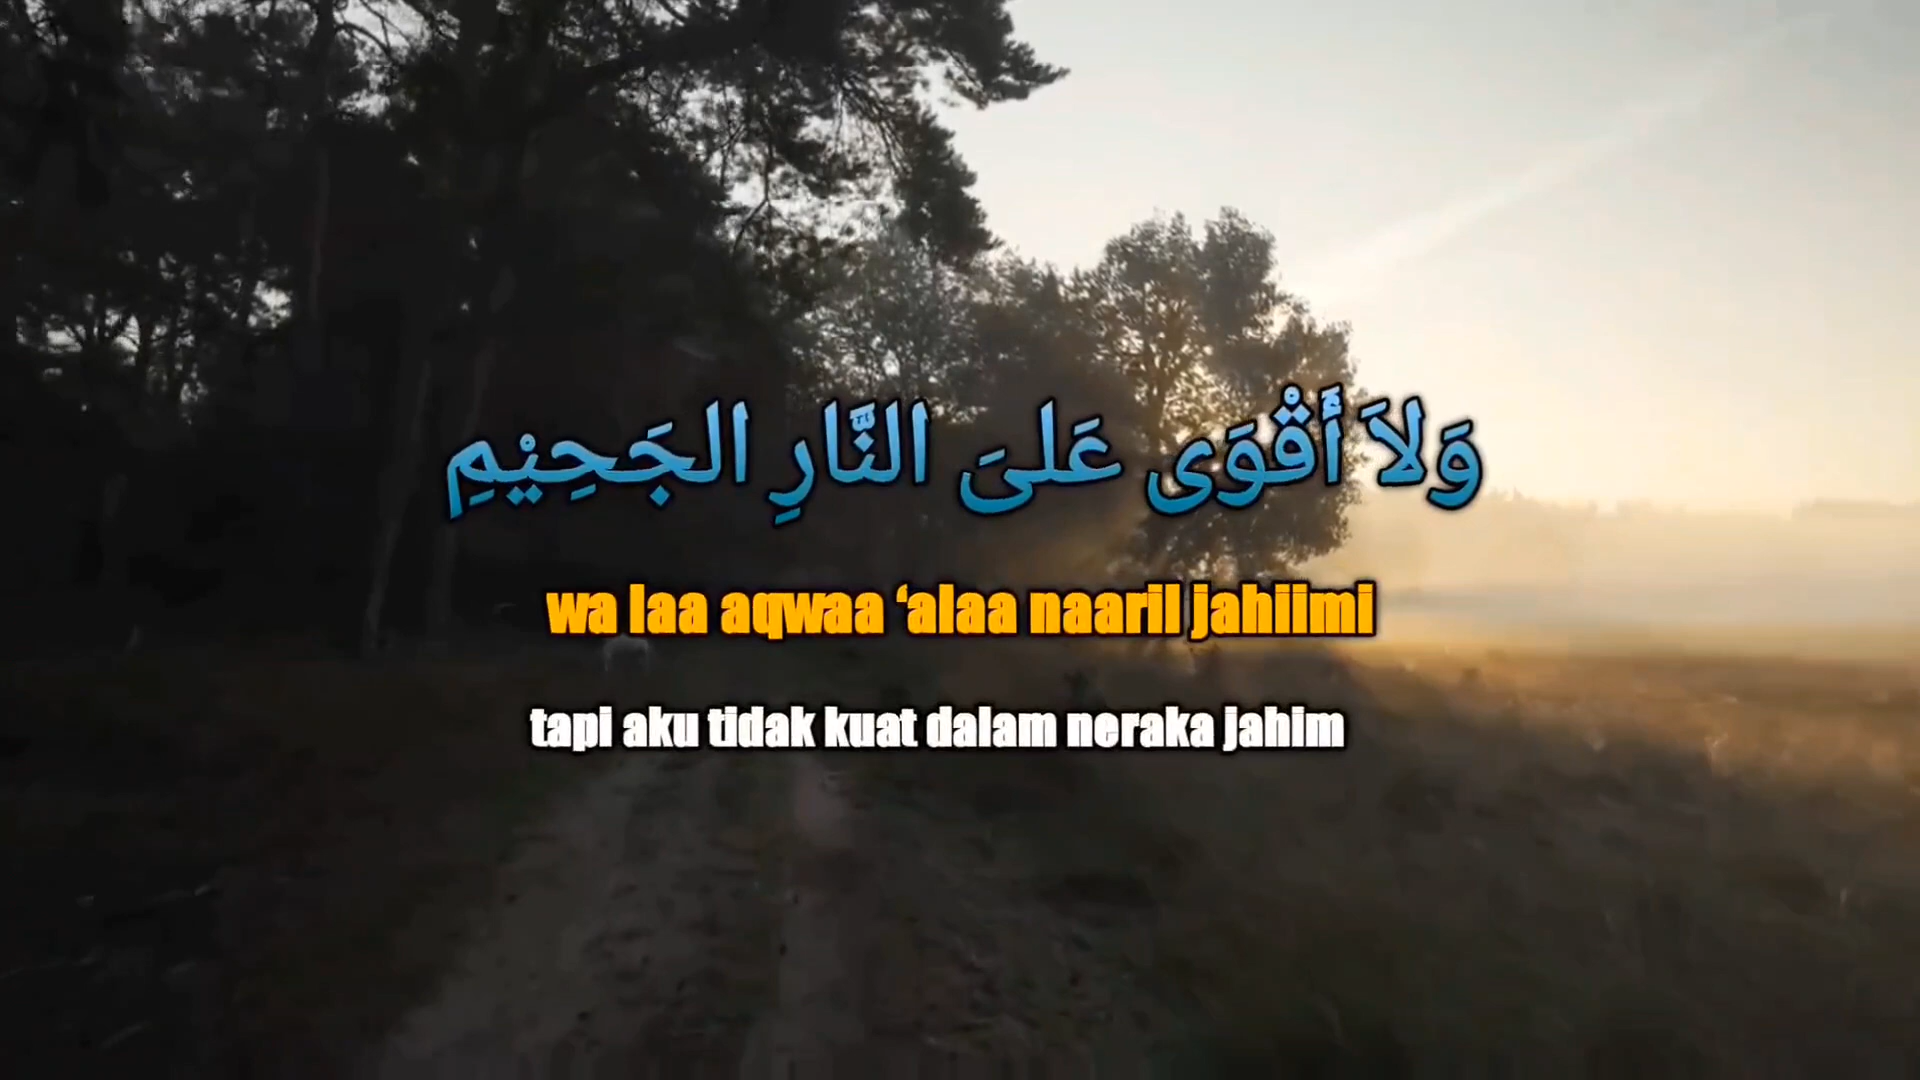 وَلاَ أَقْوَى عَلىَ النَّارِ الجَحِيْمِ
wa laa aqwaa ‘alaa naaril jahiimi
tapi aku tidak kuat dalam neraka jahim